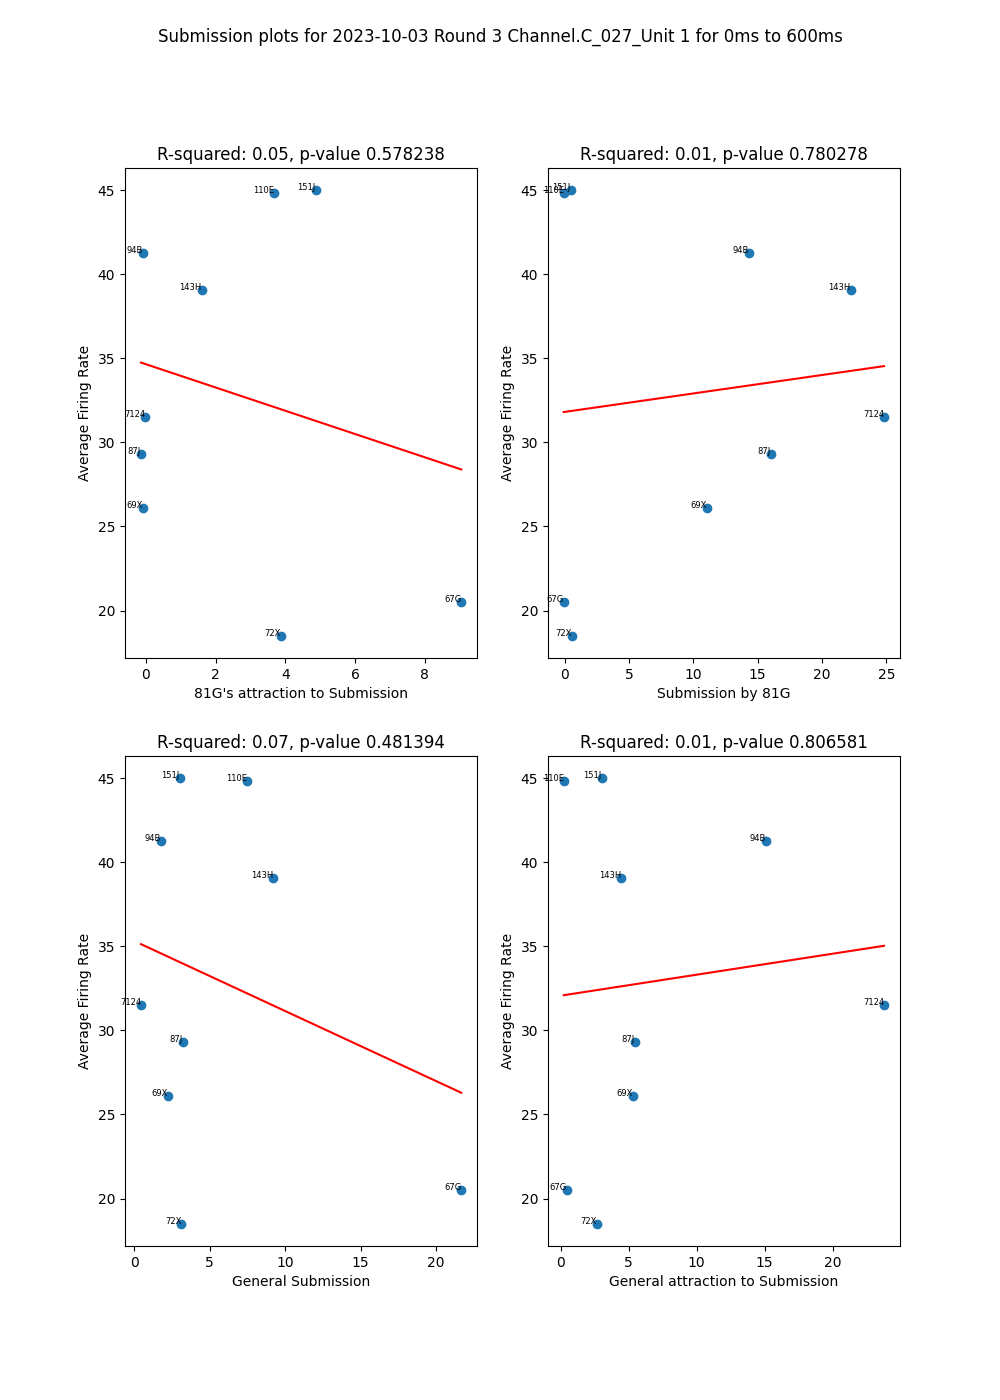 Submission plots for 2023-10-03 Round 3 Channel.C_027_Unit 1 for 0ms to 600ms
R-squared: 0.05, p-value 0.578238
45
40
35
30
25
20
Average Firing Rate
110E
151J
94B
143H
7124
87J
69X
67G
72X
0
2
4
6
8
81G's attraction to Submission
R-squared: 0.01, p-value 0.780278
45
40
35
30
25
20
Average Firing Rate
110E
151J
94B
143H
7124
87J
69X
67G
72X
0
5
10
15
20
25
Submission by 81G
R-squared: 0.07, p-value 0.481394
45
40
35
30
25
20
Average Firing Rate
151J
110E
94B
143H
7124
87J
69X
67G
72X
0
5
10
15
20
General Submission
R-squared: 0.01, p-value 0.806581
45
40
35
30
25
20
Average Firing Rate
110E
151J
94B
143H
7124
87J
69X
67G
72X
0
5
10
15
20
General attraction to Submission